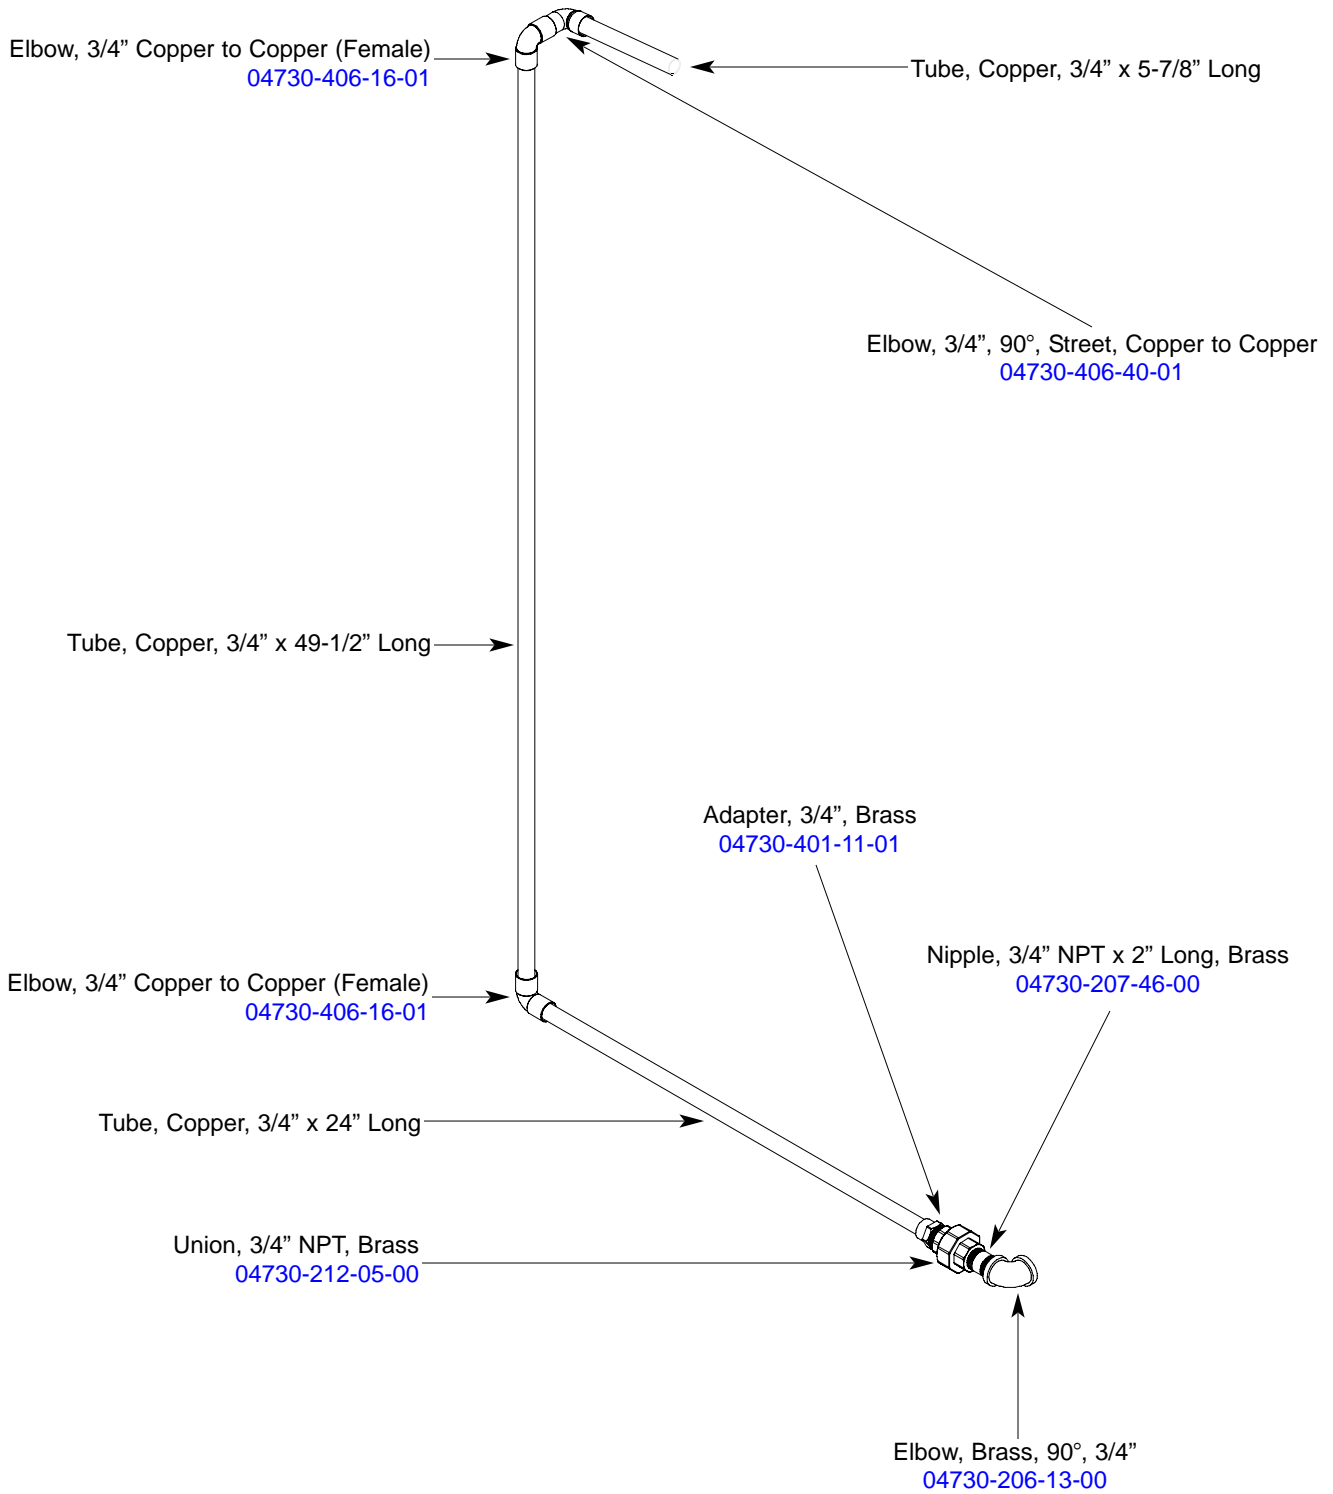 Elbow, 3/4” Copper to Copper (Female)
04730-406-16-01
Tube, Copper, 3/4” x 5-7/8” Long
Elbow, 3/4”, 90°, Street, Copper to Copper
04730-406-40-01
Tube, Copper, 3/4” x 49-1/2” Long
Adapter, 3/4”, Brass
04730-401-11-01
Nipple, 3/4” NPT x 2” Long, Brass
04730-207-46-00
Elbow, 3/4” Copper to Copper (Female)
04730-406-16-01
Tube, Copper, 3/4” x 24” Long
Union, 3/4” NPT, Brass
04730-212-05-00
Elbow, Brass, 90°, 3/4”
04730-206-13-00